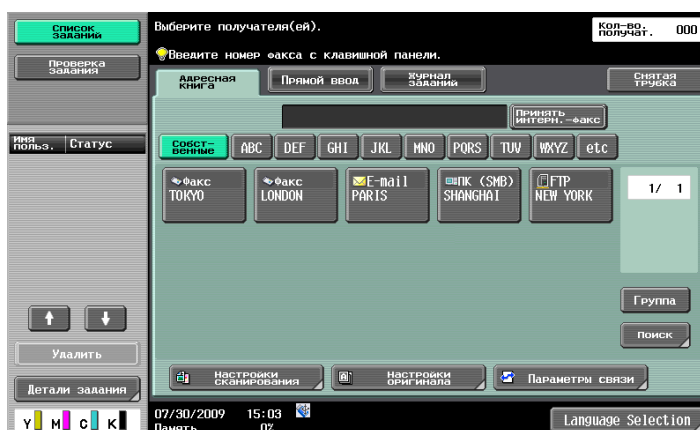 Список
заданий
Проверка
задания
Имя
польз.
Статус
Удалить
Детали задания
Y M C K
Выберите получателя(ей).
Кол-во.
получат.
000
Введите номер факса с клавишной панели.
Адресная
книга
Прямой ввод
Журнал
заданий
Снятая
трубка
Принять
интерн.-факс
Собст-
венные
ABC
DEF
GHI
JKL
MNO
PQRS
TUV
WXYZ
etc
Факс
TOKYO
Факс
LONDON
E-mail
PARIS
ПК (SMB)
SHANGHAI
FTP
NEW YORK
1/ 1
Группа
Поиск
Настройки
сканирования
Настройки
оригинала
Параметры связи
07/30/2009 15:03
Память 0%
Language Selection